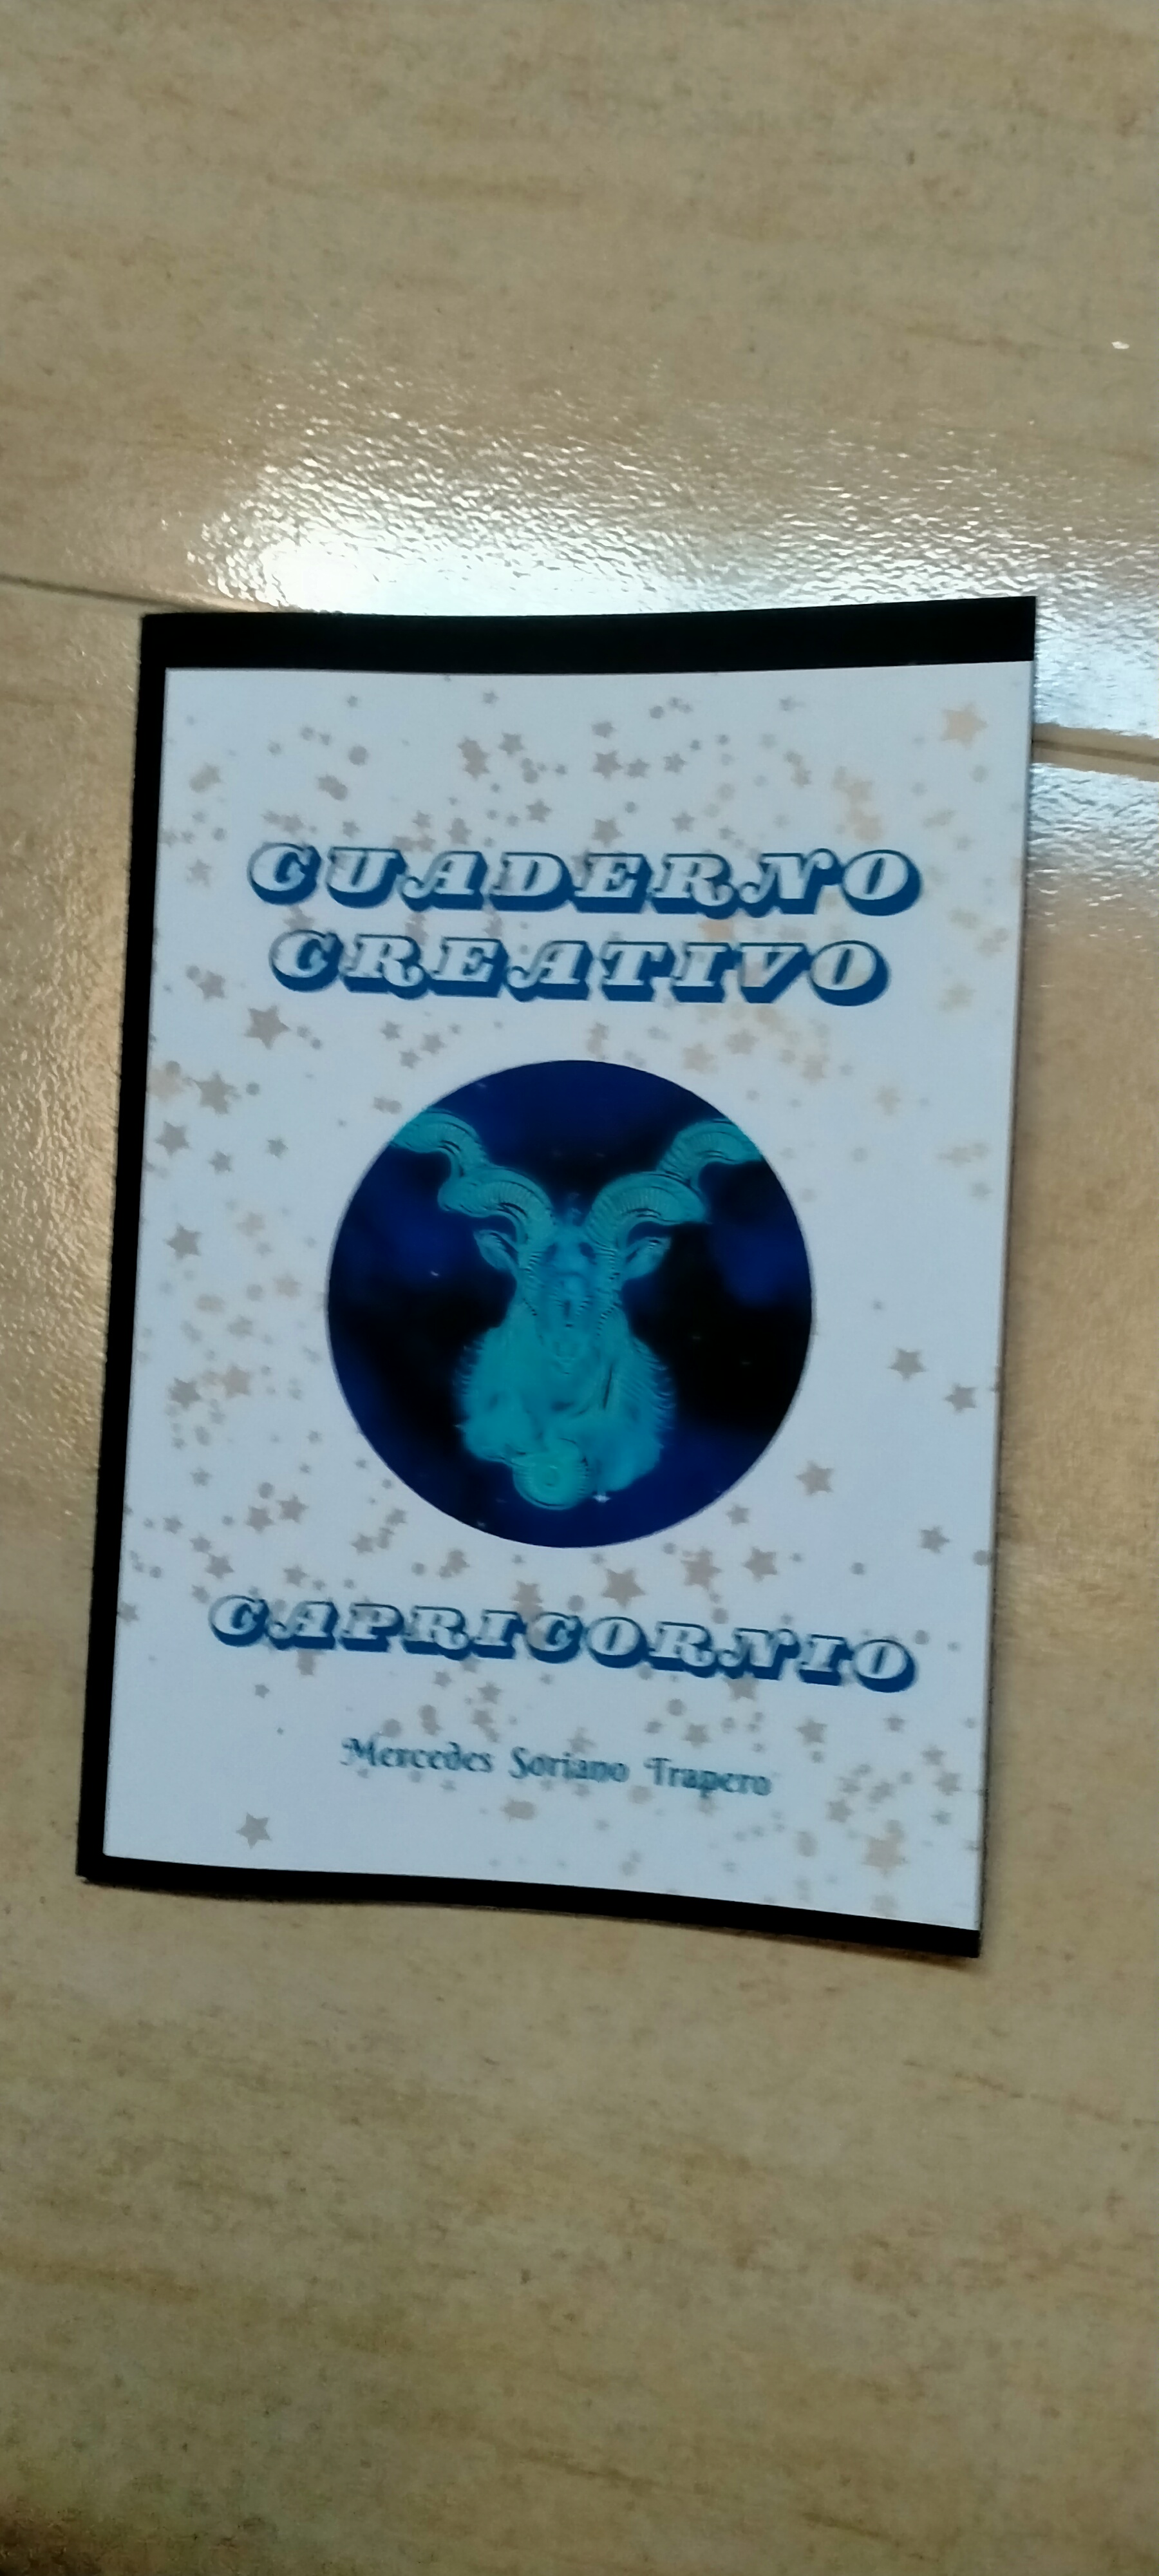 CUADERNO
CREATIVO
CAPRICORNIO
Mercedes Soriano Trapero